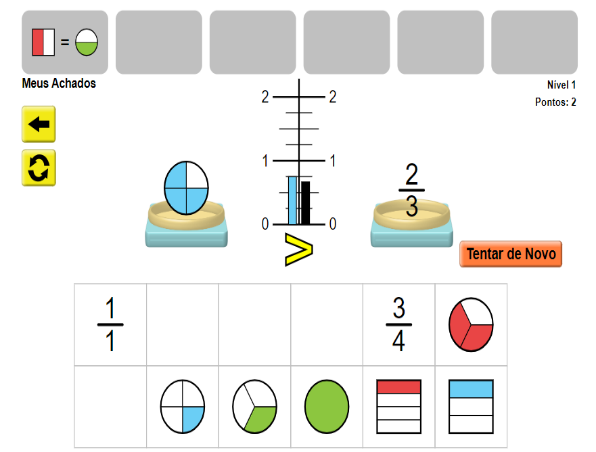 =
Meus Achados
Nível 1
Pontos: 2
2 2
1 1
0 0
2
3
>
Tentar de Novo
1
1
3
4